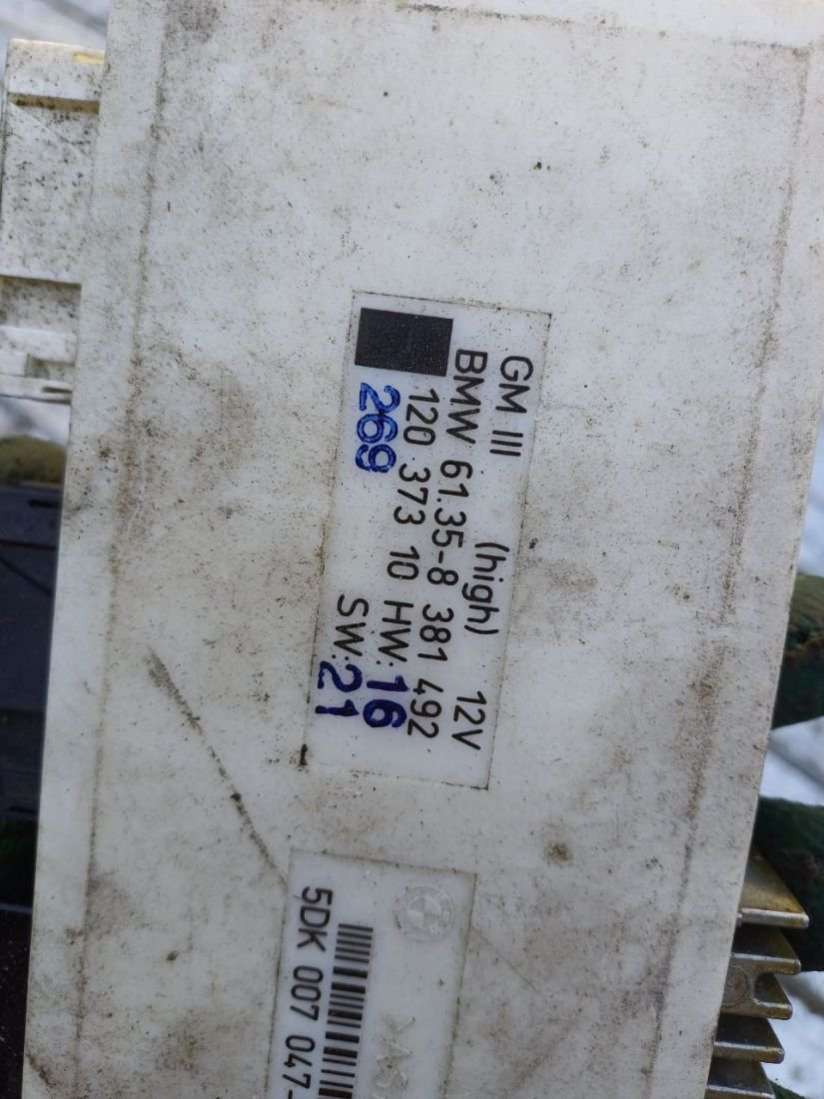 GM III (high) 12V
BMW 61.35-8 381 492
120 373 10 HW:16
269 SW:21
5DK 007 047-